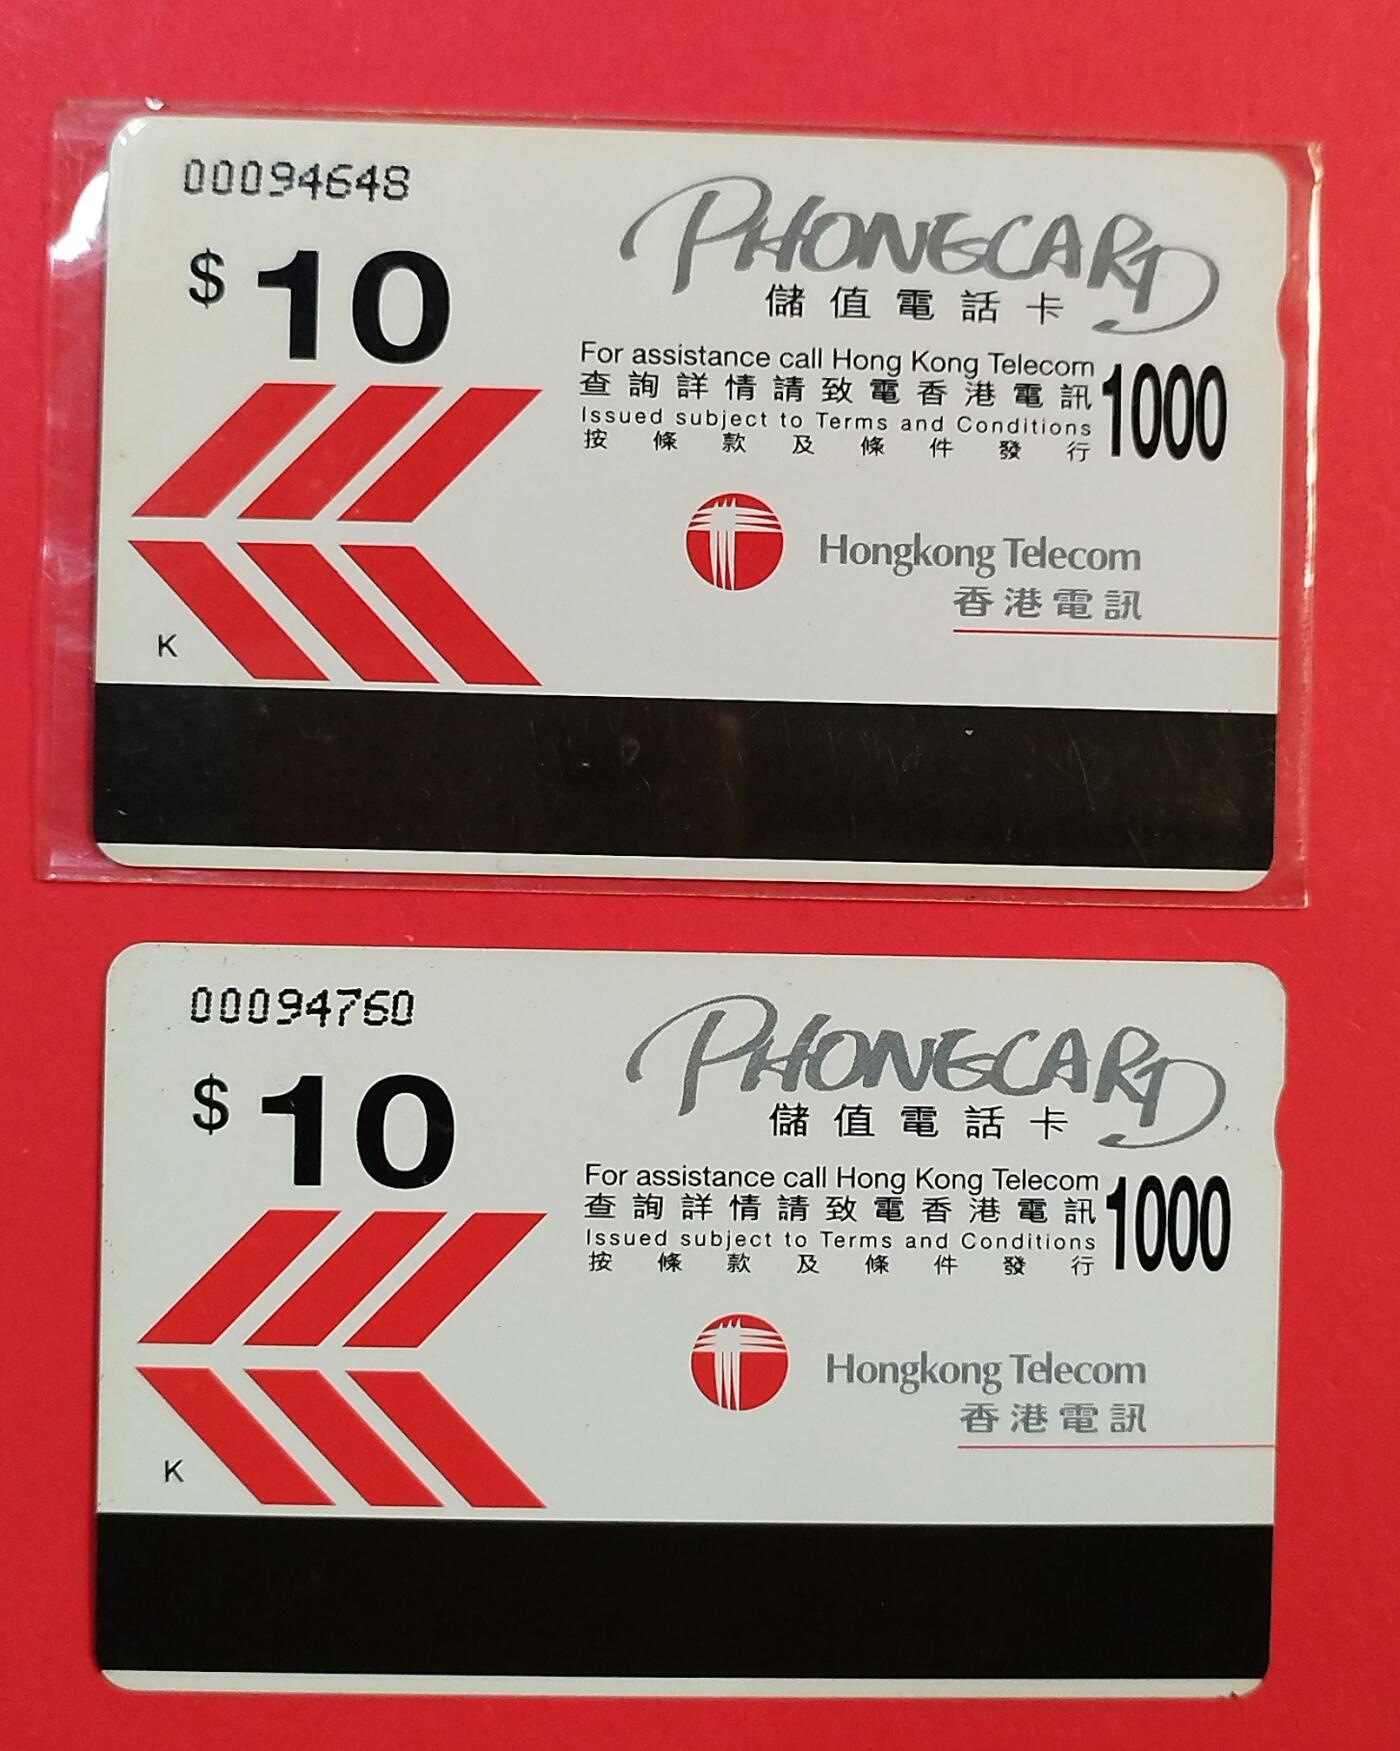 00094648
$10
PHONECARD
儲值電話卡
For assistance call Hong Kong Telecom
查詢詳情請致電香港電訊 1000
Issued subject to Terms and Conditions
按條款及條件發行
Hongkong Telecom
香港電訊
K
00094760
$10
PHONECARD
儲值電話卡
For assistance call Hong Kong Telecom
查詢詳情請致電香港電訊 1000
Issued subject to Terms and Conditions
按條款及條件發行
Hongkong Telecom
香港電訊
K